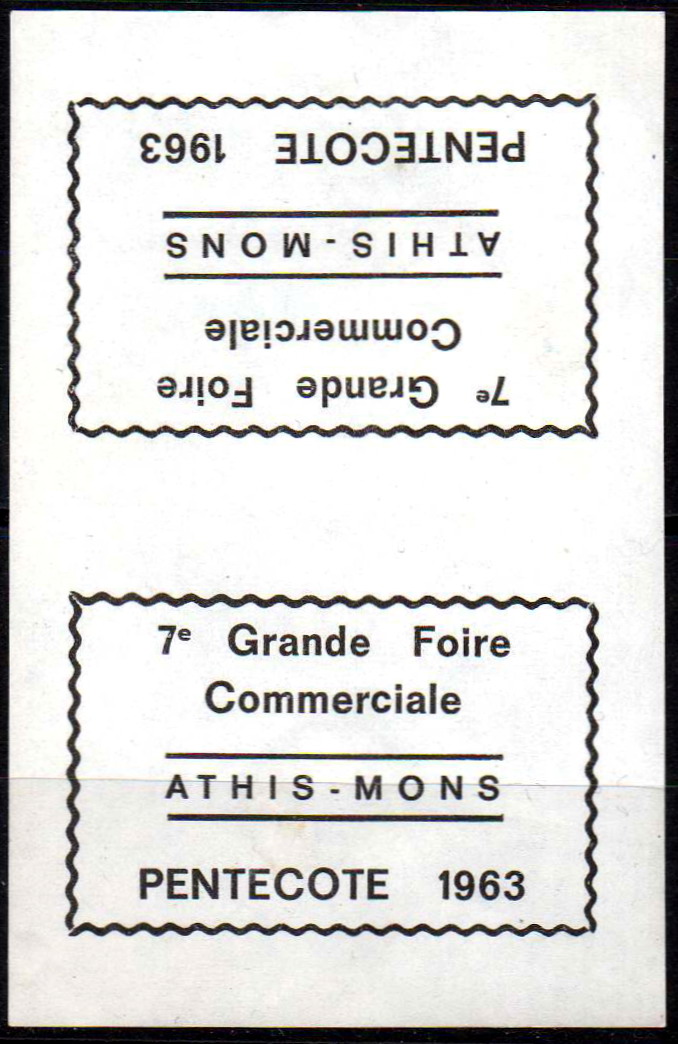 7e Grande Foire
Commerciale
ATHIS-MONS
PENTECOTE 1963
7e Grande Foire
Commerciale
ATHIS-MONS
PENTECOTE 1963